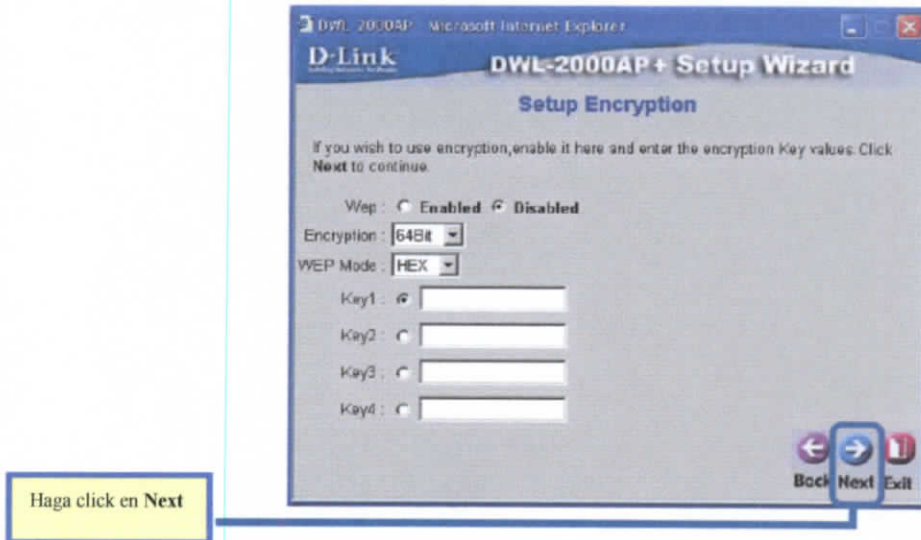 DWL-2000AP - Microsoft Internet Explorer
D-Link
DWL-2000AP+ Setup Wizard
Setup Encryption
If you wish to use encryption,enable it here and enter the encryption Key values. Click
Next to continue.
Wep : Enabled Disabled
Encryption : 64Bit
WEP Mode : HEX
Key1 :
Key2 :
Key3 :
Key4 :
Back Next Exit
Haga click en Next